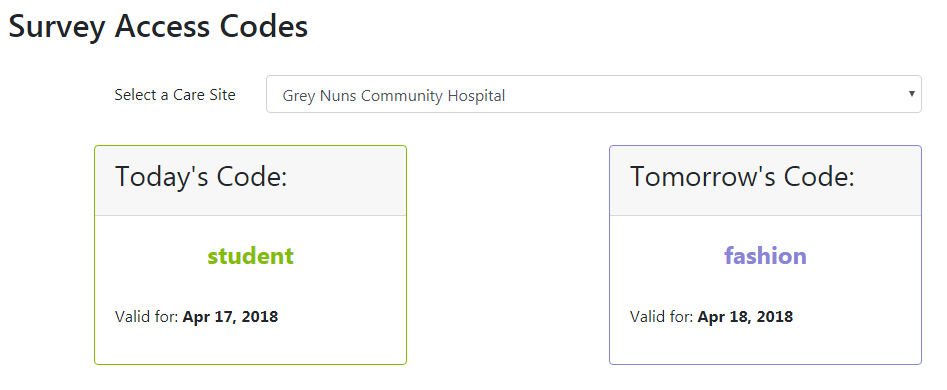 Survey Access Codes
Select a Care Site
Grey Nuns Community Hospital
Today's Code:
student
Valid for: Apr 17, 2018
Tomorrow's Code:
fashion
Valid for: Apr 18, 2018